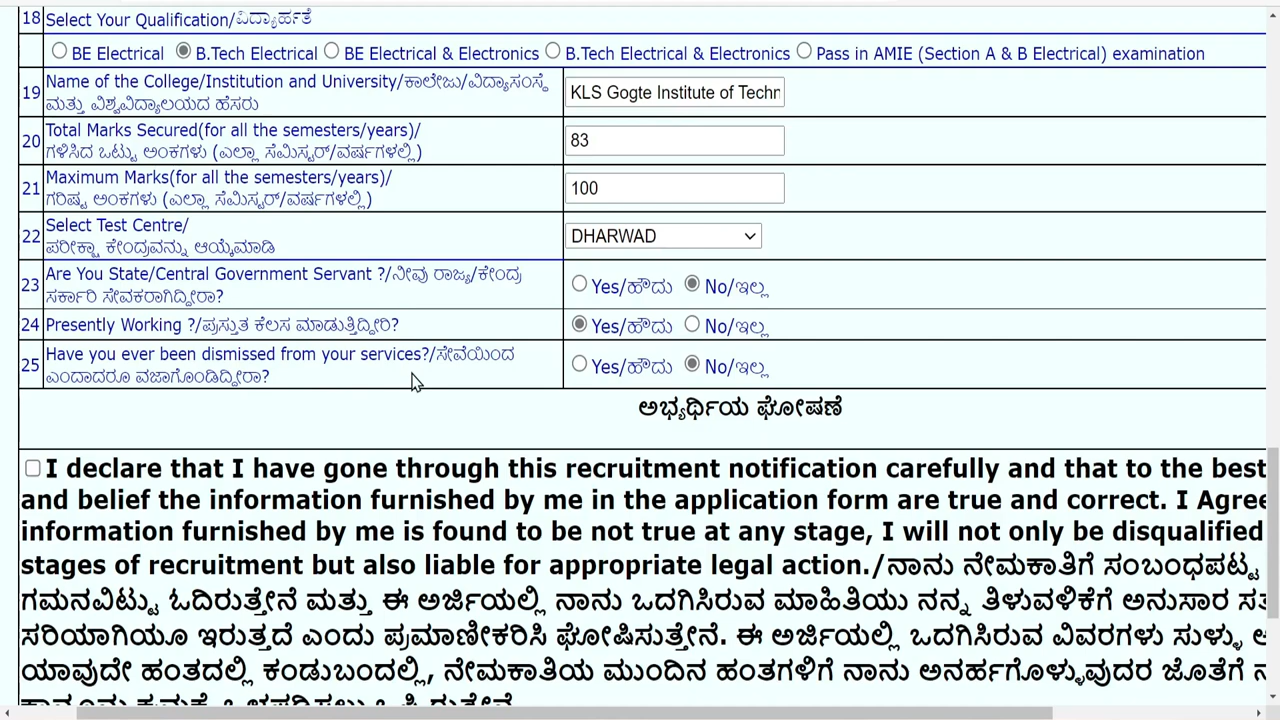 18 Select Your Qualification/ವಿದ್ಯಾರ್ಹತೆ
BE Electrical B.Tech Electrical BE Electrical & Electronics B.Tech Electrical & Electronics Pass in AMIE (Section A & B Electrical) examination
19 Name of the College/Institution and University/ಕಾಲೇಜು/ವಿದ್ಯಾಸಂಸ್ಥೆ
ಮತ್ತು ವಿಶ್ವವಿದ್ಯಾಲಯದ ಹೆಸರು
KLS Gogte Institute of Techr
20 Total Marks Secured(for all the semesters/years)/
ಗಳಿಸಿದ ಒಟ್ಟು ಅಂಕಗಳು (ಎಲ್ಲಾ ಸೆಮಿಸ್ಟರ್/ವರ್ಷಗಳಲ್ಲಿ)
83
21 Maximum Marks(for all the semesters/years)/
ಗರಿಷ್ಟ ಅಂಕಗಳು (ಎಲ್ಲಾ ಸೆಮಿಸ್ಟರ್/ವರ್ಷಗಳಲ್ಲಿ)
100
22 Select Test Centre/
ಪರೀಕ್ಷಾ ಕೇಂದ್ರವನ್ನು ಆಯ್ಕೆಮಾಡಿ
DHARWAD
23 Are You State/Central Government Servant ?/ನೀವು ರಾಜ್ಯ/ಕೇಂದ್ರ
ಸರ್ಕಾರಿ ಸೇವಕರಾಗಿದ್ದೀರಾ?
Yes/ಹೌದು No/ಇಲ್ಲ
24 Presently Working ?/ಪ್ರಸ್ತುತ ಕೆಲಸ ಮಾಡುತ್ತಿದ್ದೀರಿ?
Yes/ಹೌದು No/ಇಲ್ಲ
25 Have you ever been dismissed from your services?/ಸೇವೆಯಿಂದ
ಎಂದಾದರೂ ವಜಾಗೊಂಡಿದ್ದೀರಾ?
Yes/ಹೌದು No/ಇಲ್ಲ
ಅಭ್ಯರ್ಥಿಯ ಘೋಷಣೆ
I declare that I have gone through this recruitment notification carefully and that to the best
and belief the information furnished by me in the application form are true and correct. I Agree
information furnished by me is found to be not true at any stage, I will not only be disqualified
stages of recruitment but also liable for appropriate legal action./ನಾನು ನೇಮಕಾತಿಗೆ ಸಂಬಂಧಪಟ್ಟ
ಗಮನವಿಟ್ಟು ಓದಿರುತ್ತೇನೆ ಮತ್ತು ಈ ಅರ್ಜಿಯಲ್ಲಿ ನಾನು ಒದಗಿಸಿರುವ ಮಾಹಿತಿಯು ನನ್ನ ತಿಳುವಳಿಕೆಗೆ ಅನುಸಾರ
ಸರಿಯಾಗಿಯೂ ಇರುತ್ತದೆ ಎಂದು ಪ್ರಮಾಣೀಕರಿಸಿ ಘೋಷಿಸುತ್ತೇನೆ. ಈ ಅರ್ಜಿಯಲ್ಲಿ ಒದಗಿಸಿರುವ ವಿವರಗಳು ಸುಳ್ಳು
ಯಾವುದೇ ಹಂತದಲ್ಲಿ ಕಂಡುಬಂದಲ್ಲಿ, ನೇಮಕಾತಿಯ ಮುಂದಿನ ಹಂತಗಳಿಗೆ ನಾನು ಅನರ್ಹಗೊಳ್ಳುವುದರ ಜೊತೆಗೆ